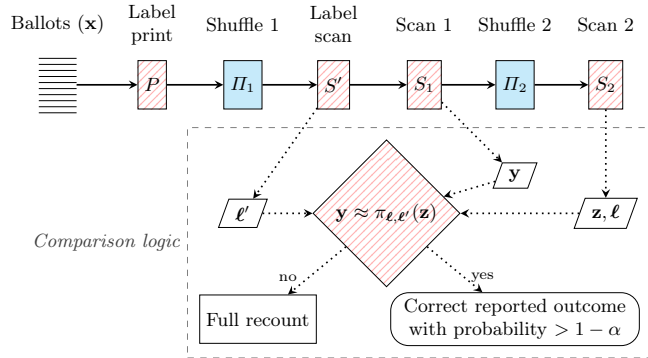 Ballots (𝐱)
Label print
Shuffle 1
Label scan
Scan 1
Shuffle 2
Scan 2
P
Π₁
S′
S₁
Π₂
S₂
𝐲
ℓ′
𝐲 ≈ π_{ℓ,ℓ′}(𝐳)
𝐳, ℓ
Comparison logic
no
yes
Full recount
Correct reported outcome
with probability > 1 − α